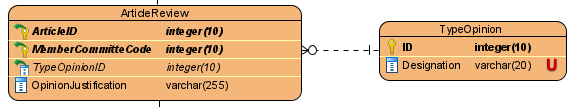 ArticleReview
ArticleID integer(10)
MemberCommitteCode integer(10)
TypeOpinionID integer(10)
OpinionJustification varchar(255)
TypeOpinion
ID integer(10)
Designation varchar(20) U